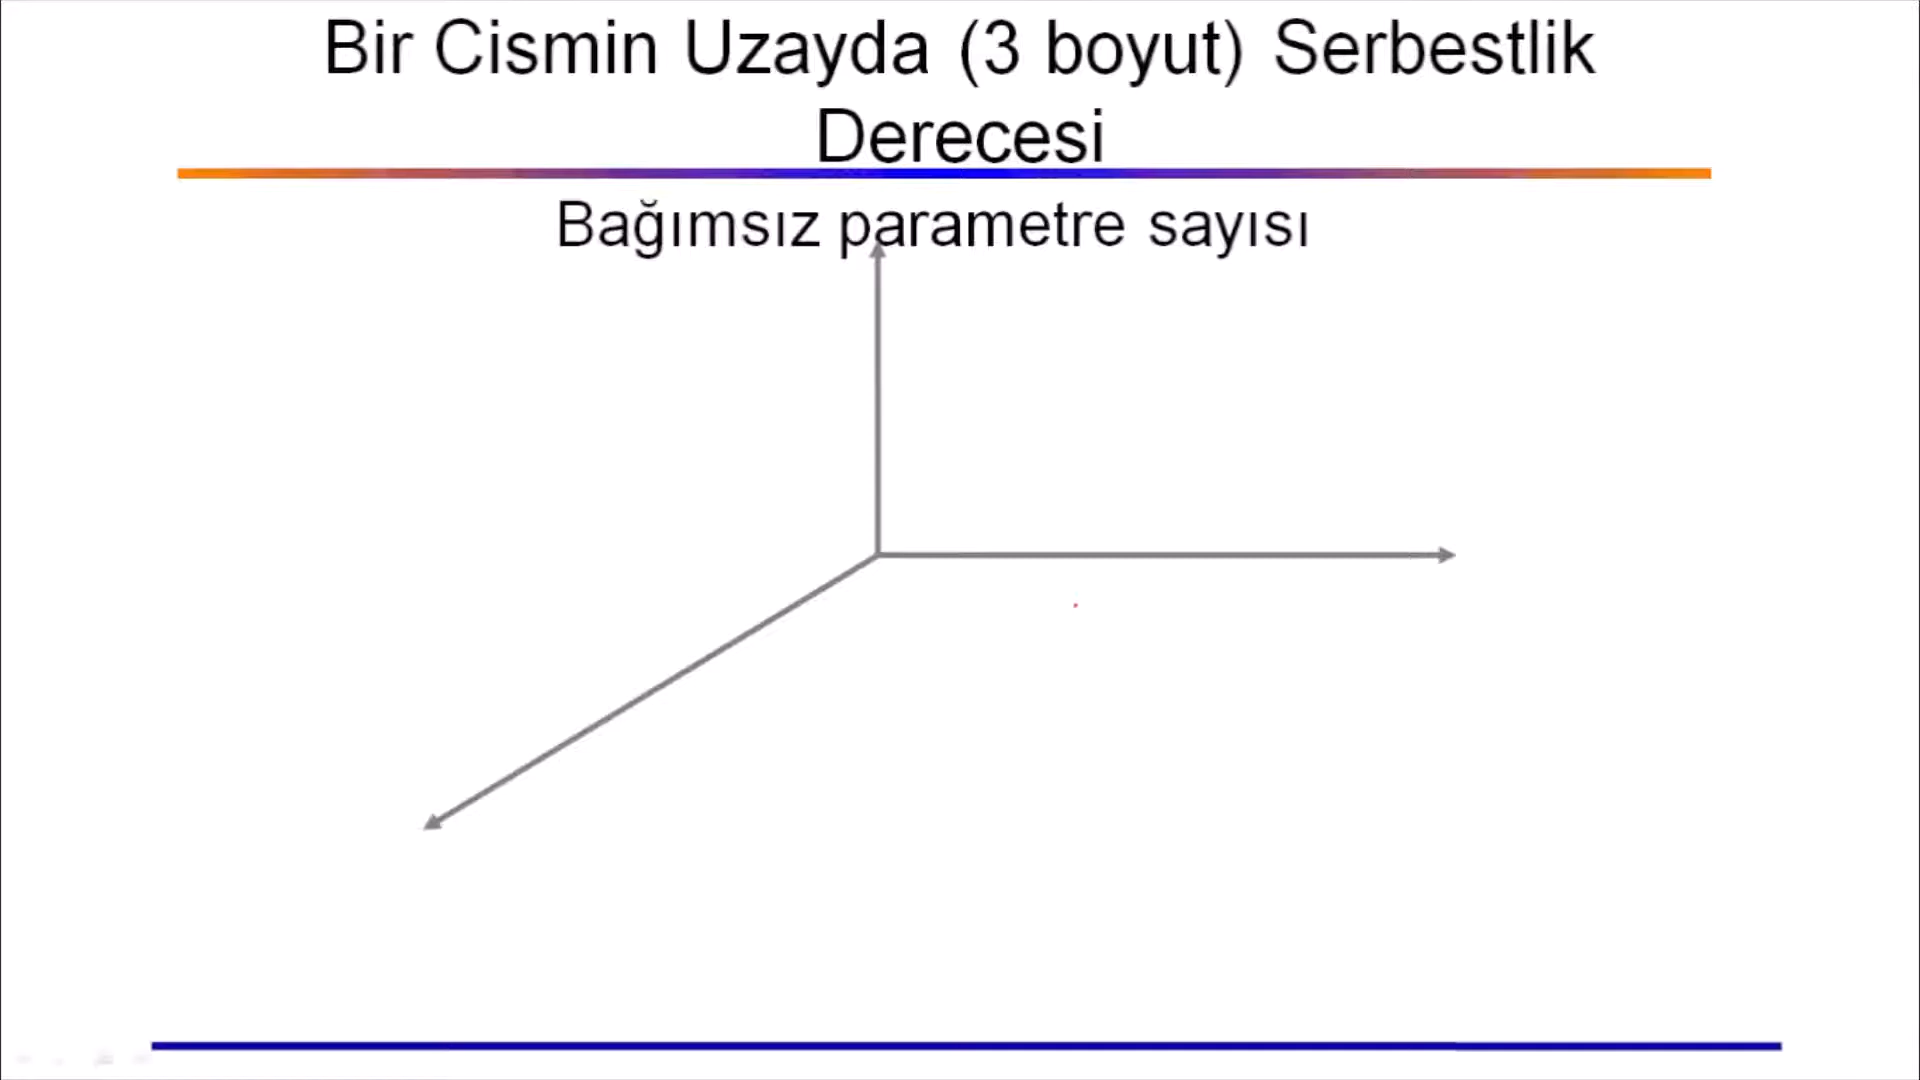 Bir Cismin Uzayda (3 boyut) Serbestlik
Derecesi
Bağımsız parametre sayısı